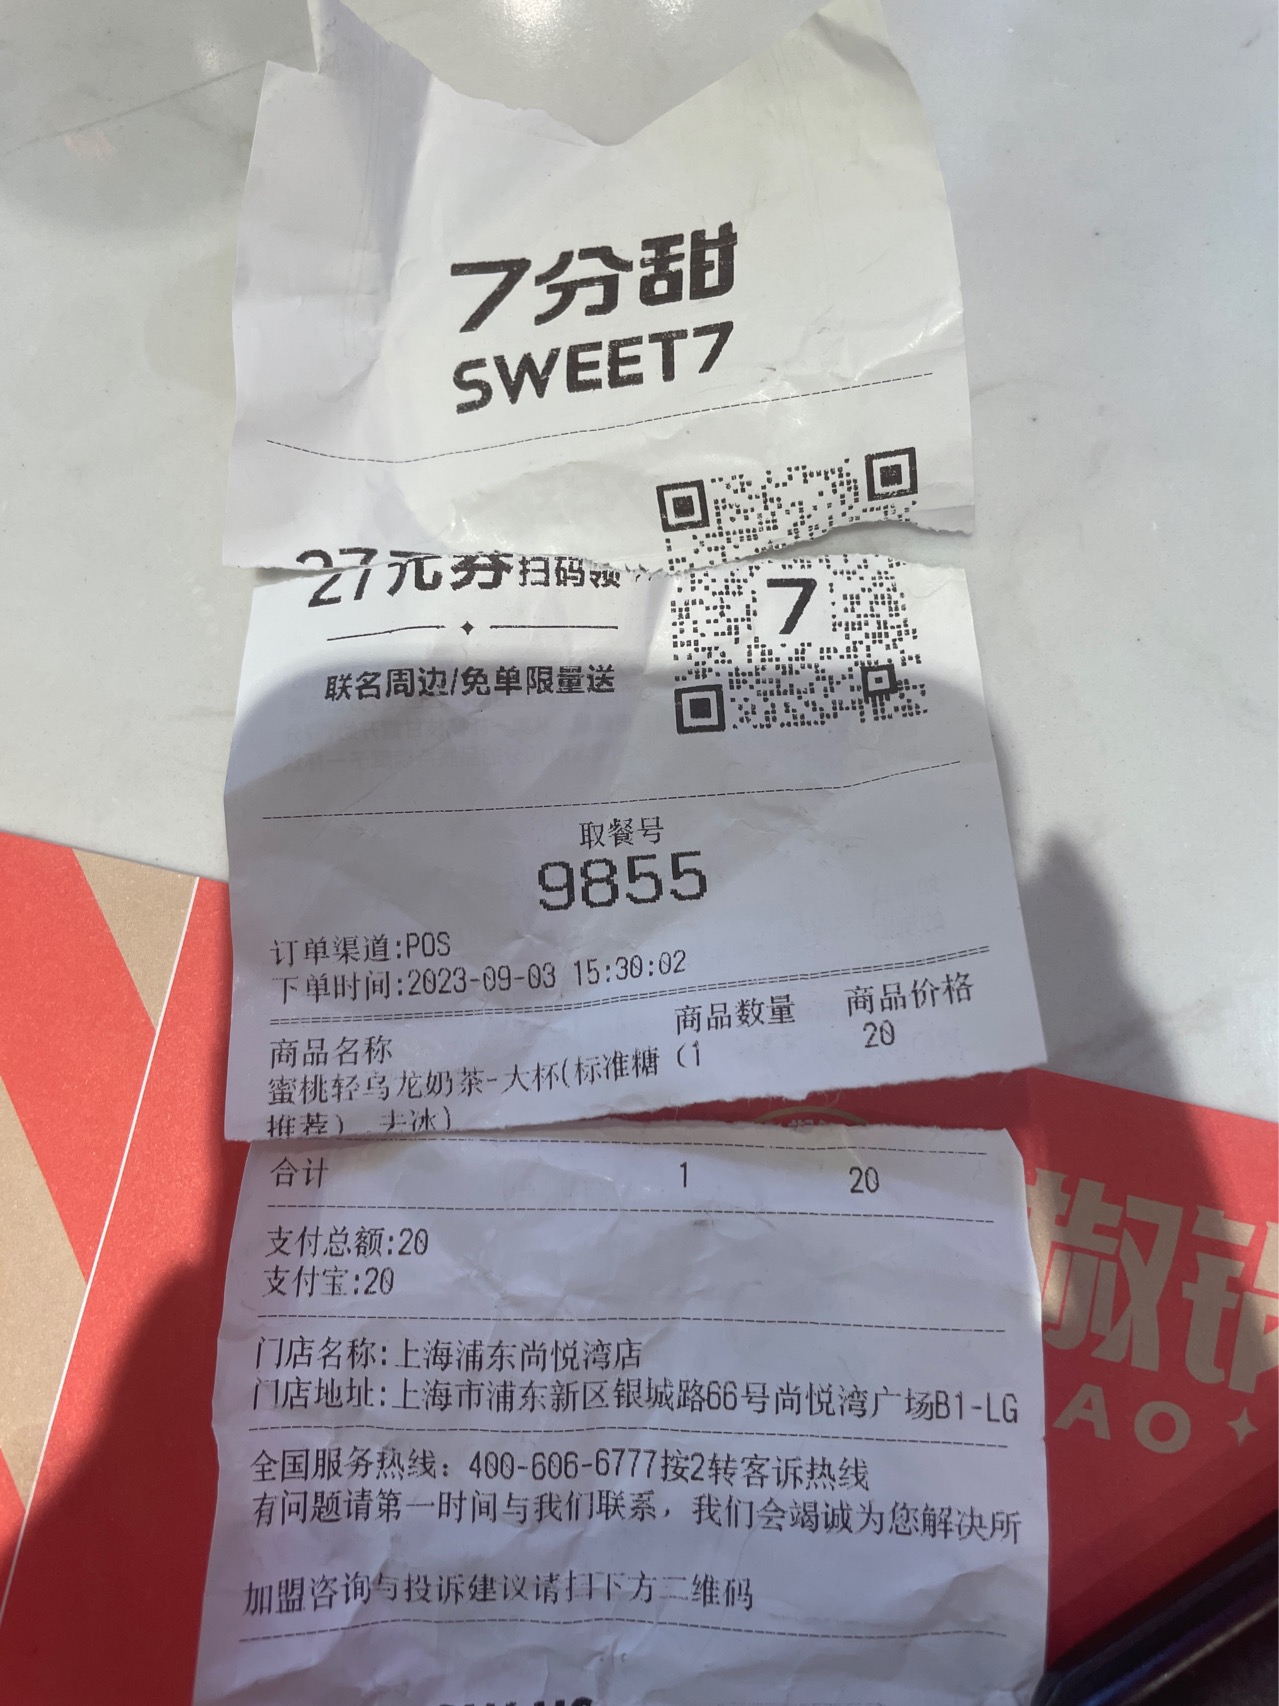 7分甜
SWEET7
27元券扫码领
7
联名周边/免单限量送
取餐号
9855
订单渠道:POS
下单时间:2023-09-03 15:30:02
商品名称 商品数量 商品价格
蜜桃轻乌龙奶茶-大杯(标准糖 (1 20
推荐) 去冰)
合计 1 20
支付总额:20
支付宝:20
门店名称:上海浦东尚悦湾店
门店地址:上海市浦东新区银城路66号尚悦湾广场B1-LG
全国服务热线：400-606-6777按2转客诉热线
有问题请第一时间与我们联系，我们会竭诚为您解决所
加盟咨询与投诉建议请扫下方二维码
椒
AO